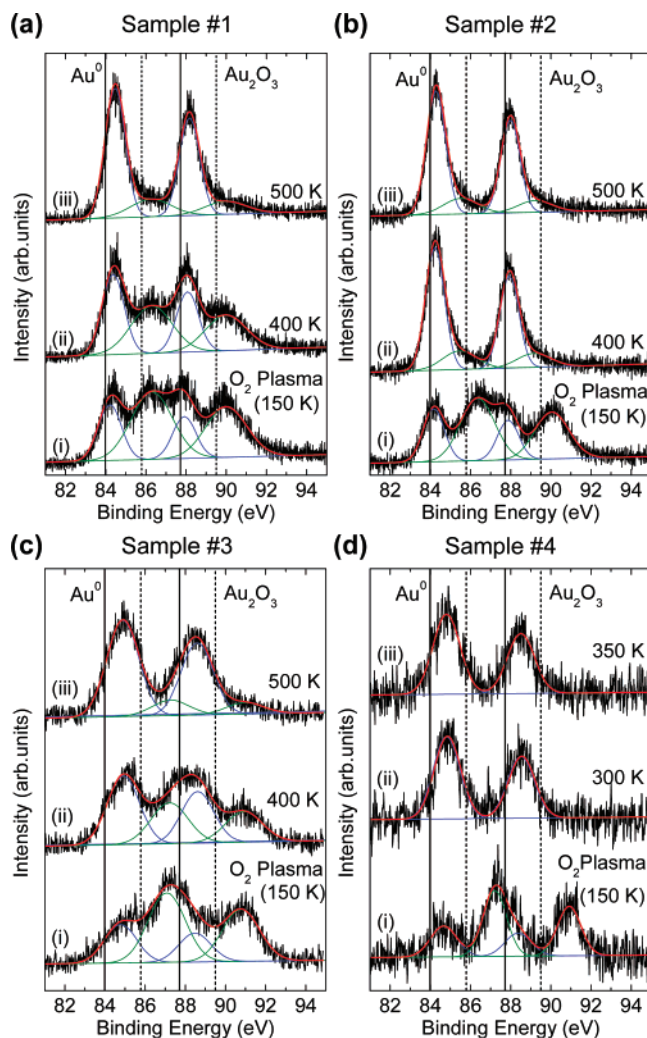 (a) Sample #1
Au⁰ Au₂O₃
(iii) 500 K
(ii) 400 K
O₂ Plasma
(150 K)
(i)
Intensity (arb.units)
82 84 86 88 90 92 94
Binding Energy (eV)
(b) Sample #2
Au⁰ Au₂O₃
(iii) 500 K
(ii) 400 K
O₂ Plasma
(150 K)
(i)
Intensity (arb.units)
82 84 86 88 90 92 94
Binding Energy (eV)
(c) Sample #3
Au⁰ Au₂O₃
(iii) 500 K
(ii) 400 K
O₂ Plasma
(150 K)
(i)
Intensity (arb.units)
82 84 86 88 90 92 94
Binding Energy (eV)
(d) Sample #4
Au⁰ Au₂O₃
(iii) 350 K
(ii) 300 K
O₂Plasma
(150 K)
(i)
Intensity (arb.units)
82 84 86 88 90 92 94
Binding Energy (eV)